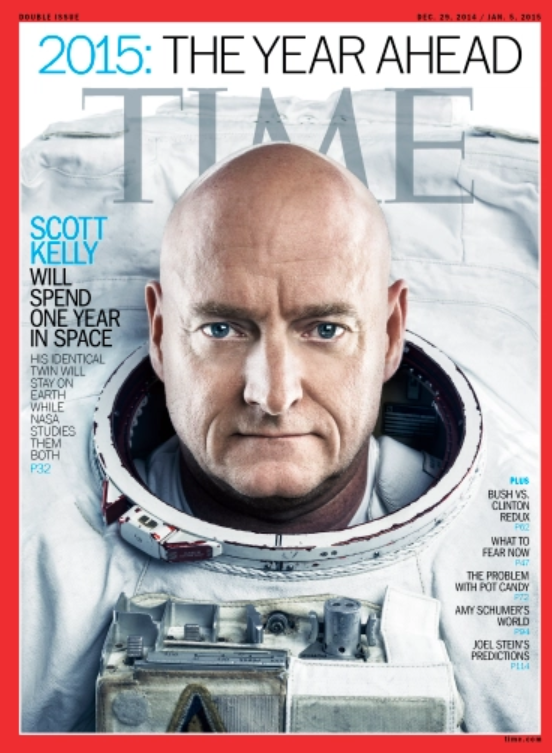 DOUBLE ISSUE
DEC. 29, 2014 / JAN. 5, 2015
2015: THE YEAR AHEAD
TIME
SCOTT
KELLY
WILL
SPEND
ONE YEAR
IN SPACE
HIS IDENTICAL
TWIN WILL
STAY ON
EARTH
WHILE
NASA
STUDIES
THEM
BOTH
P32
PLUS
BUSH VS.
CLINTON
REDUX
P62
WHAT TO
FEAR NOW
P47
THE PROBLEM
WITH POT CANDY
P72
AMY SCHUMER'S
WORLD
P94
JOEL STEIN'S
PREDICTIONS
P114
time.com